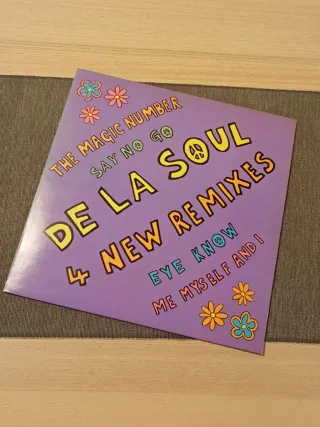 THE MAGIC NUMBER
SAY NO GO
DE LA SOUL
4 NEW REMIXES
EYE KNOW
ME MYSELF AND I